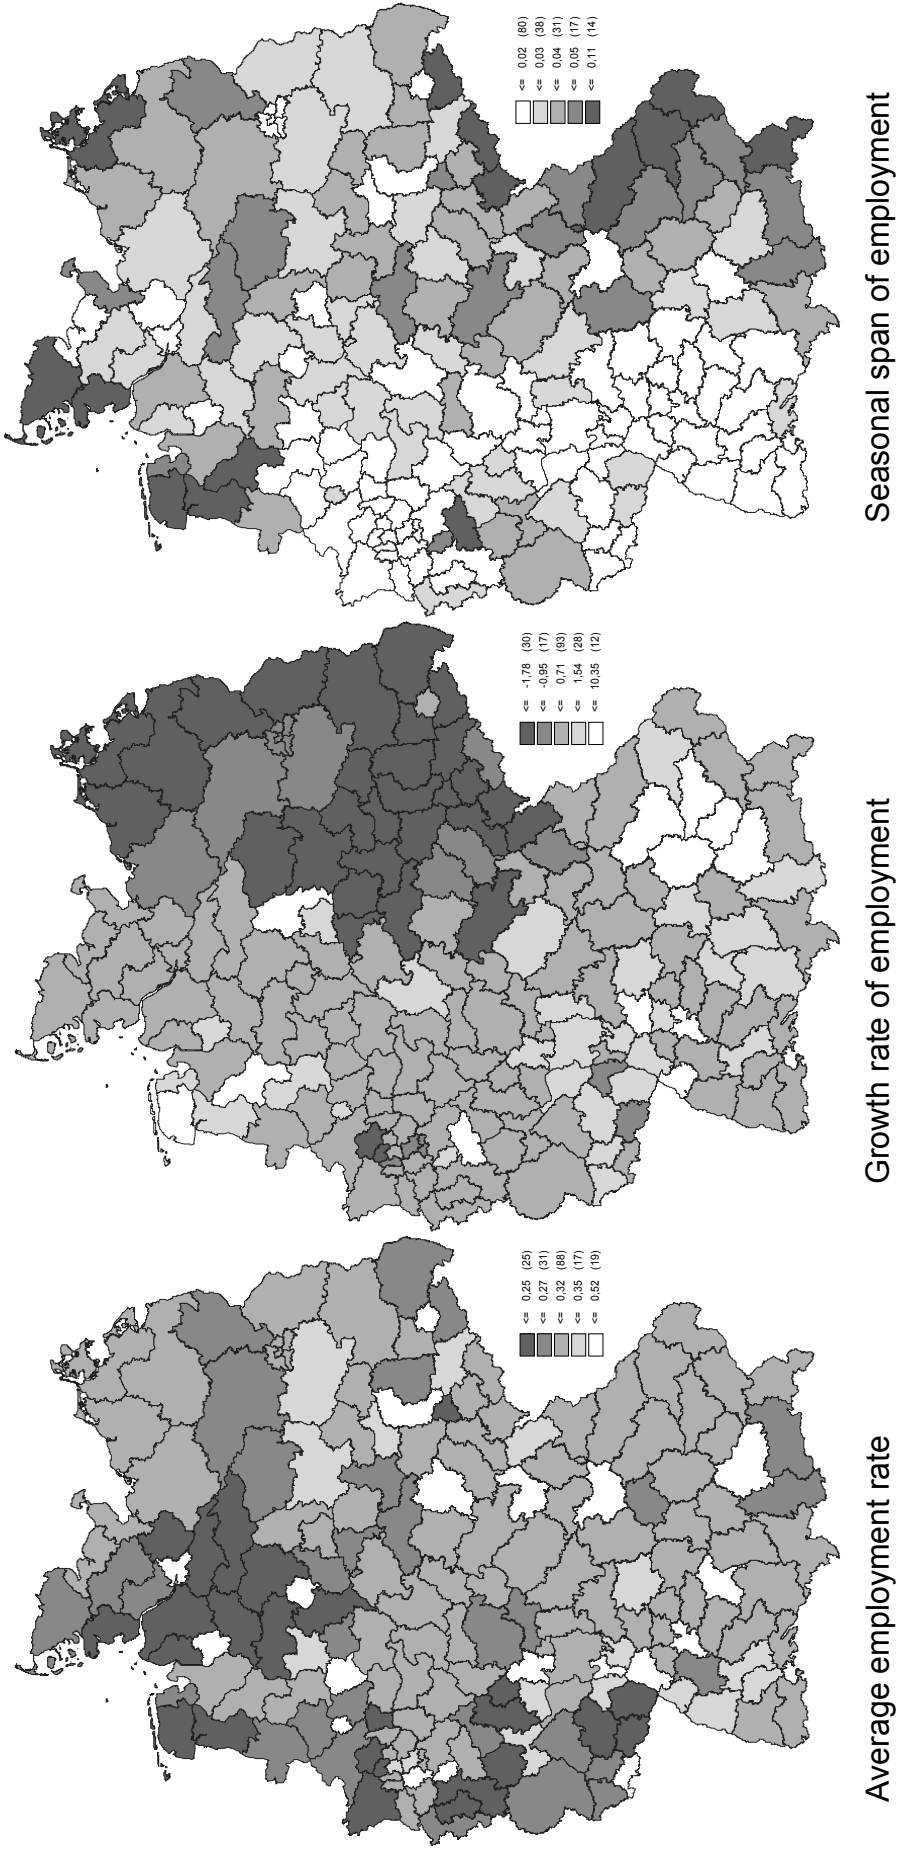 <= 0,25 (25)
<= 0,27 (31)
<= 0,32 (88)
<= 0,35 (17)
<= 0,52 (19)
Average employment rate
<= -1,78 (30)
<= -0,95 (17)
<= 0,71 (93)
<= 1,54 (28)
<= 10,35 (12)
Growth rate of employment
<= 0,02 (80)
<= 0,03 (38)
<= 0,04 (31)
<= 0,05 (17)
<= 0,11 (14)
Seasonal span of employment